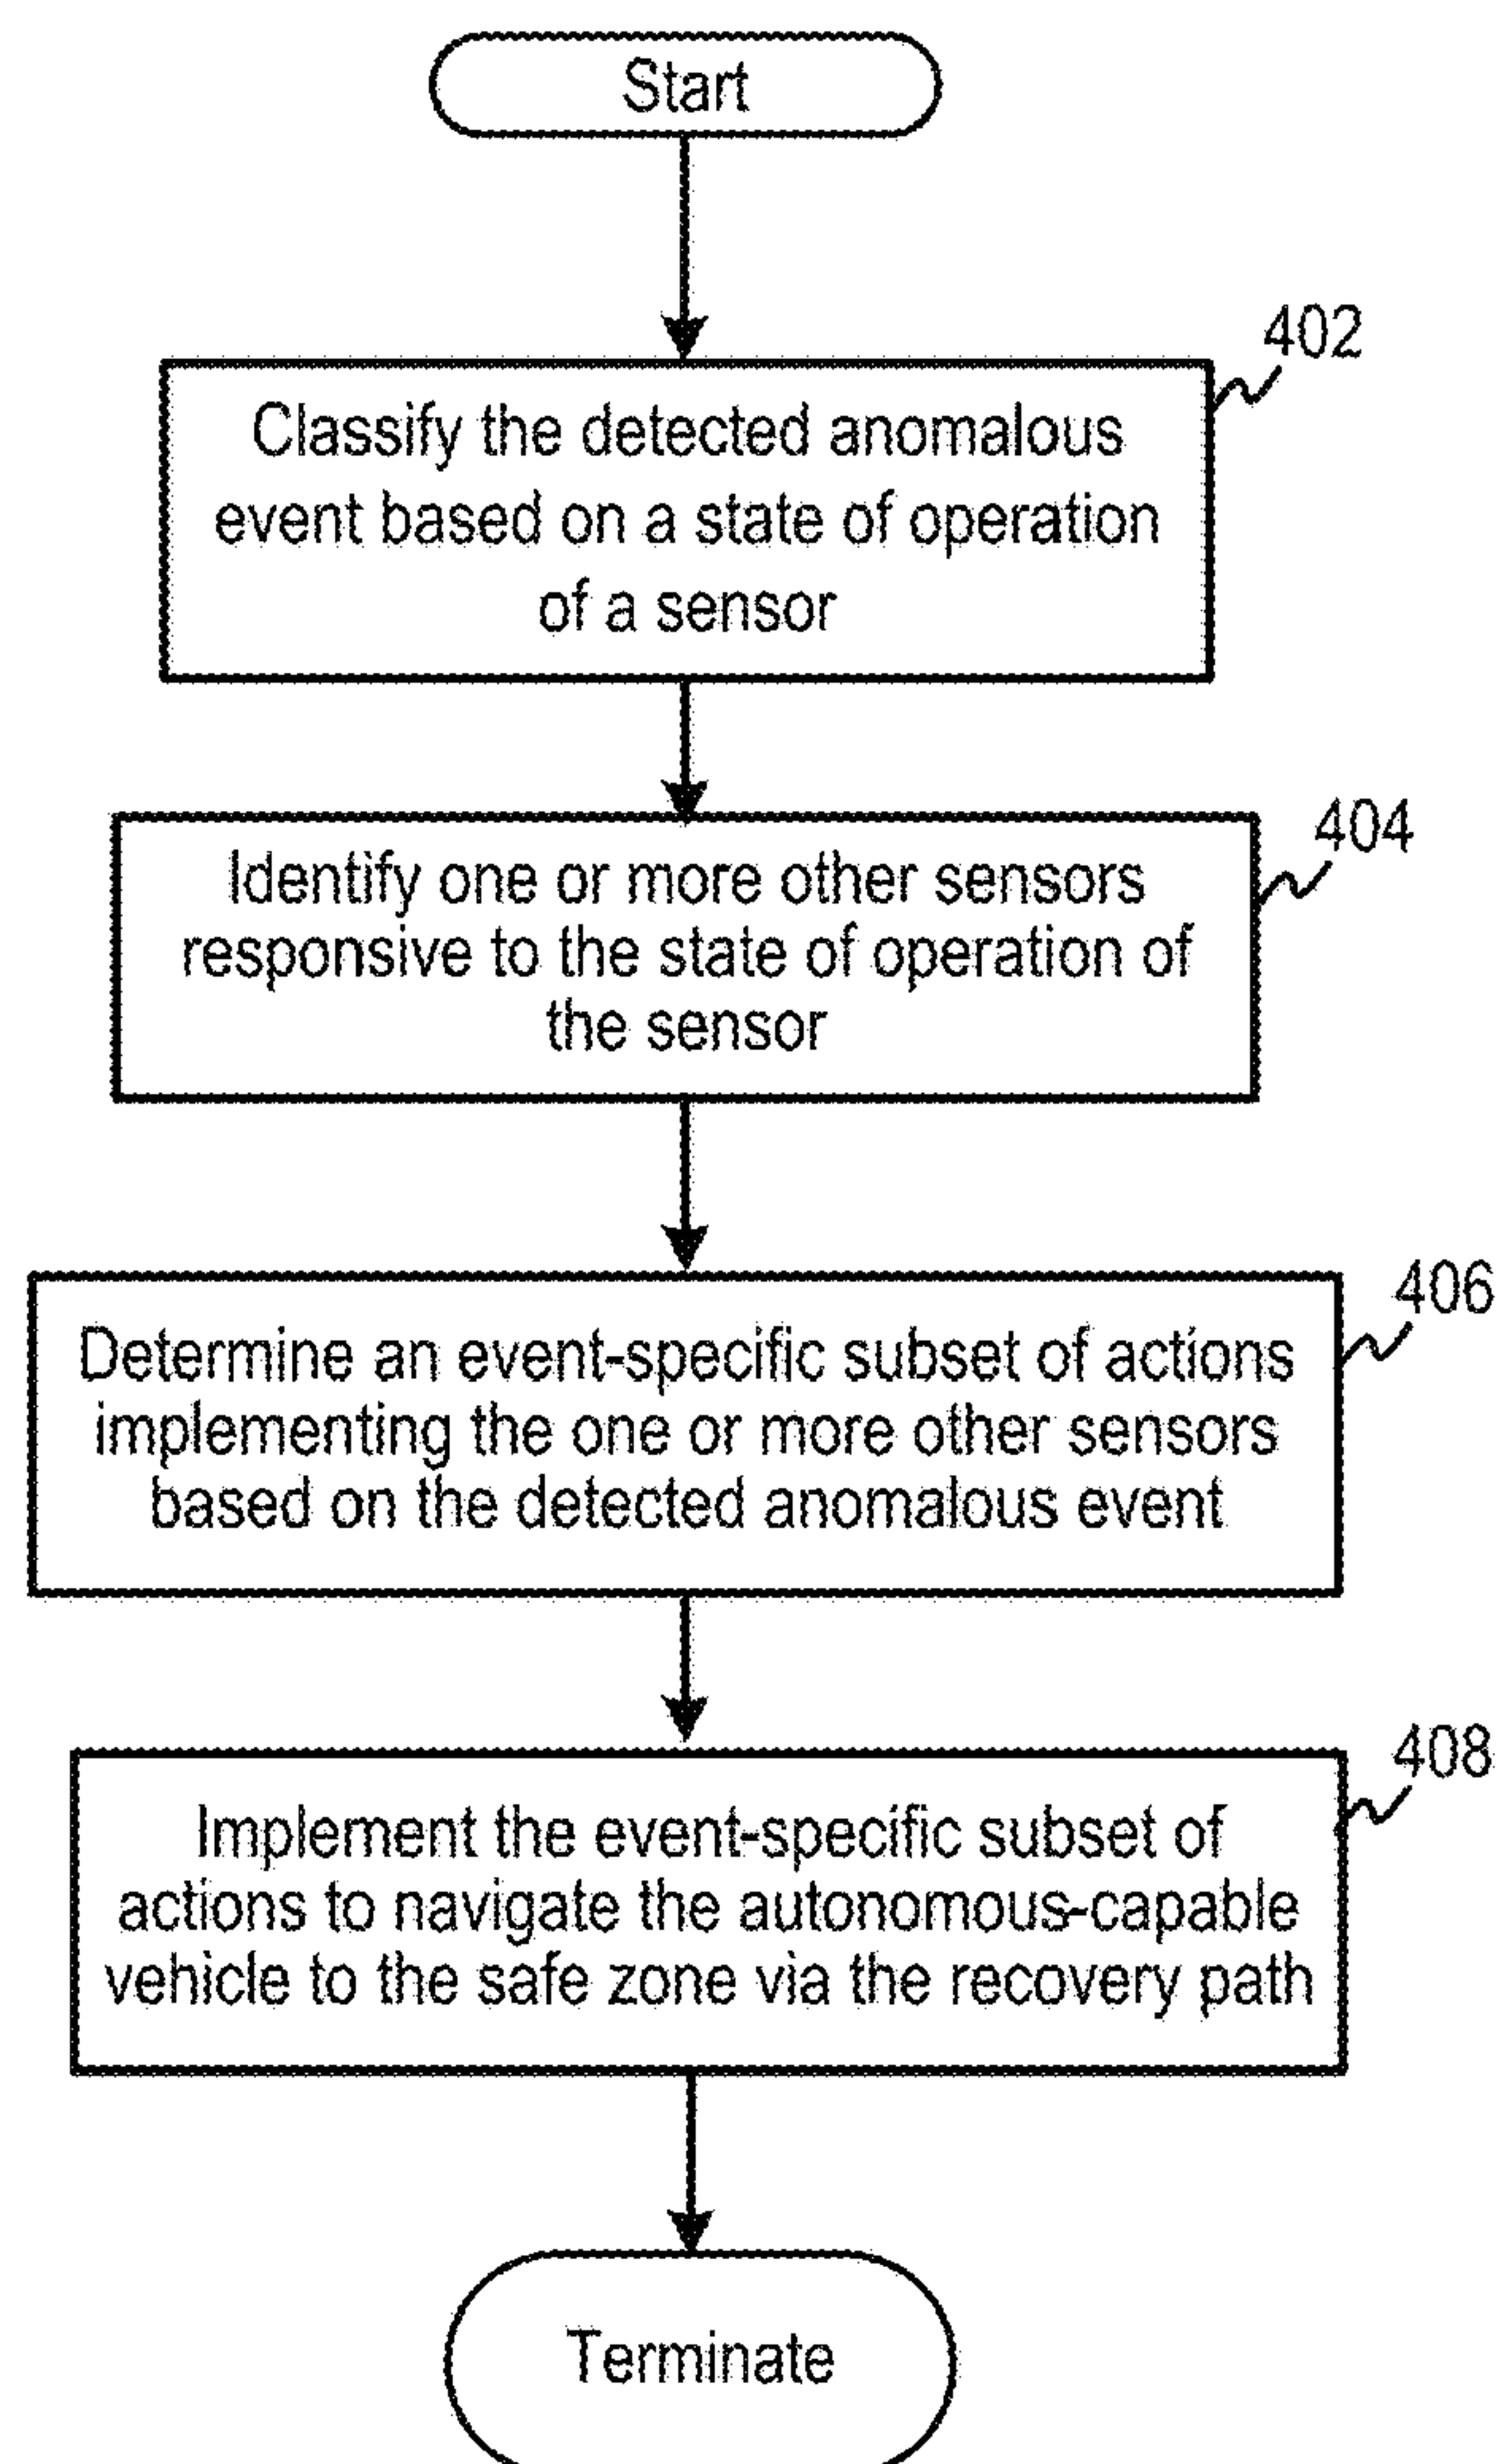 Start
402
Classify the detected anomalous
event based on a state of operation
of a sensor
404
Identify one or more other sensors
responsive to the state of operation of
the sensor
406
Determine an event-specific subset of actions
implementing the one or more other sensors
based on the detected anomalous event
408
Implement the event-specific subset of
actions to navigate the autonomous-capable
vehicle to the safe zone via the recovery path
Terminate